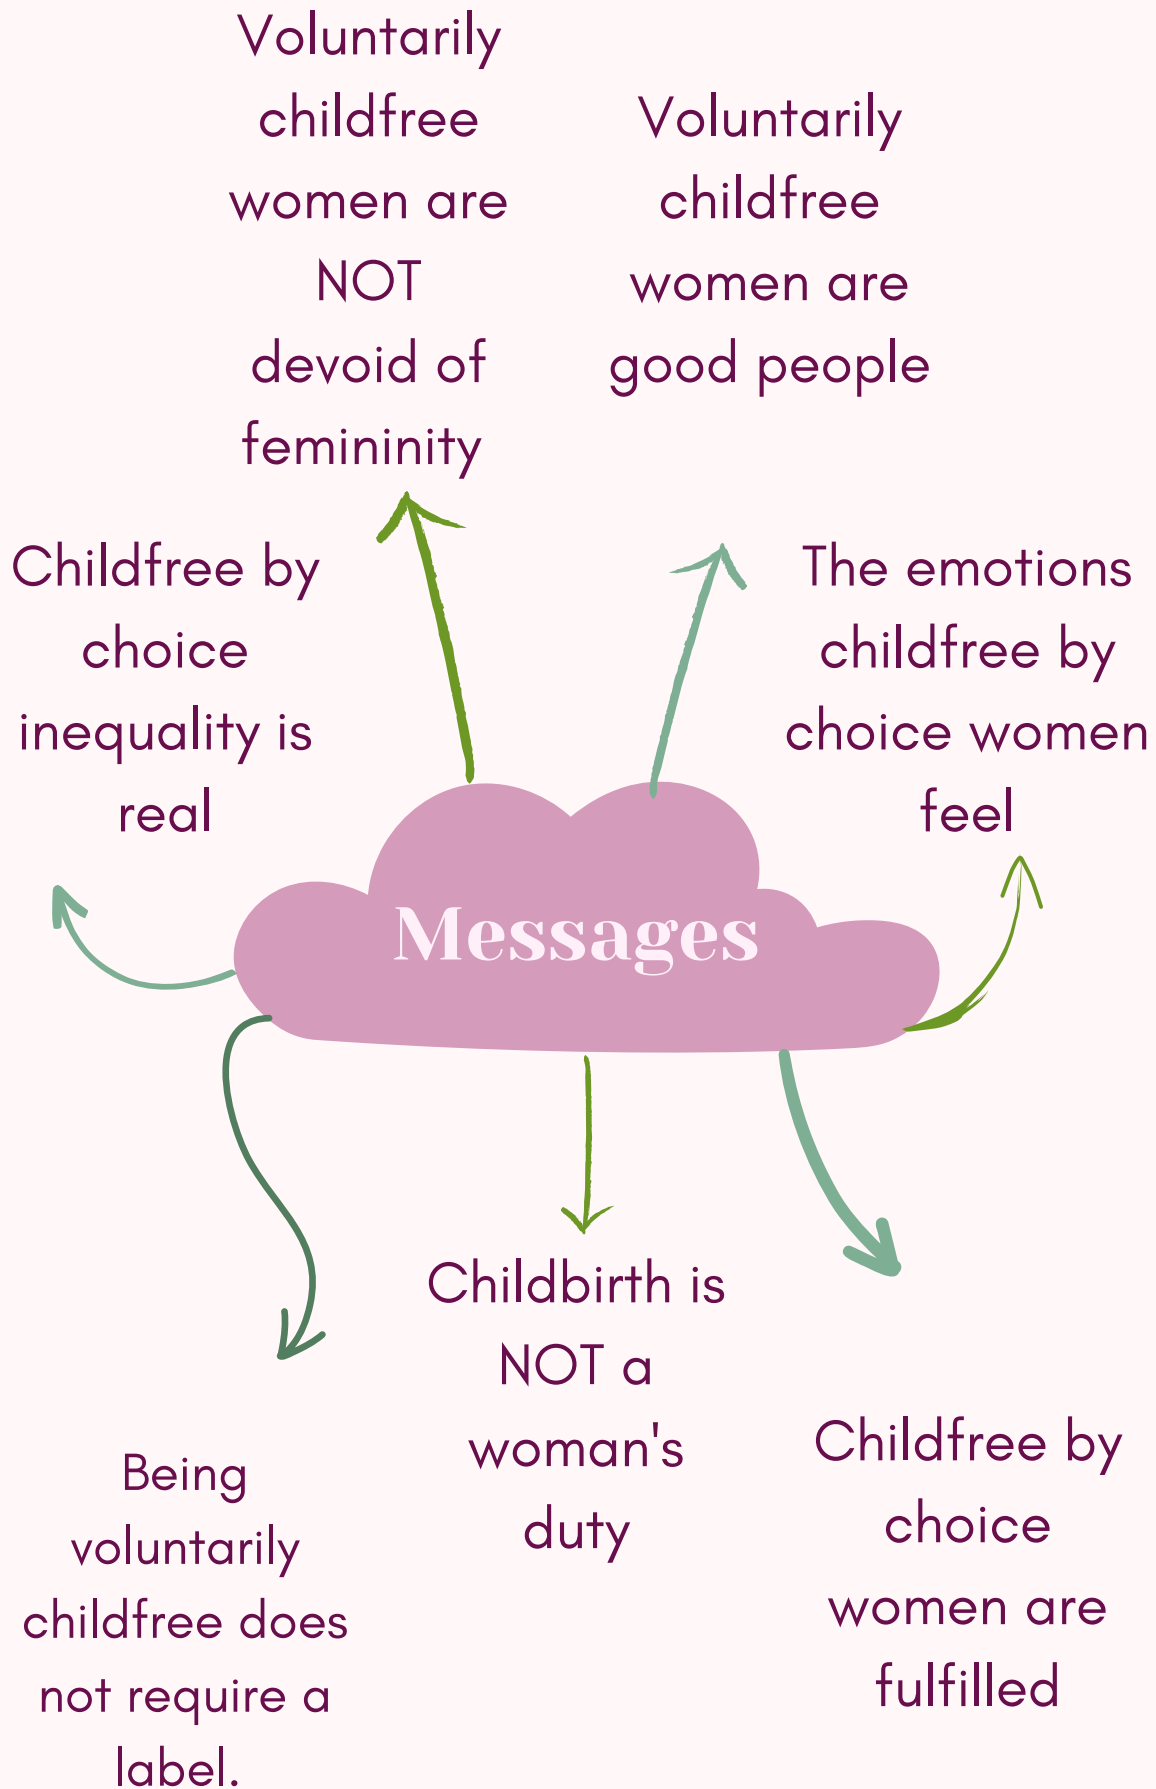 Voluntarily
childfree
women are
NOT
devoid of
femininity
Voluntarily
childfree
women are
good people
Childfree by
choice
inequality is
real
The emotions
childfree by
choice women
feel
Messages
Being
voluntarily
childfree does
not require a
label.
Childbirth is
NOT a
woman's
duty
Childfree by
choice
women are
fulfilled